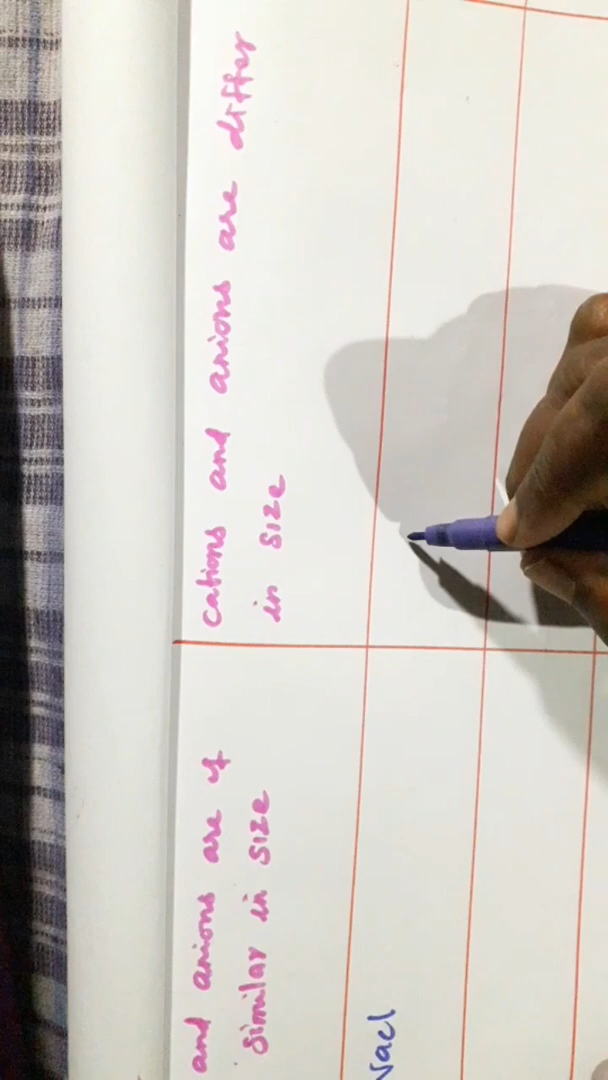 and anions are of
similar in size
cations and anions are differ
in size
Nacl